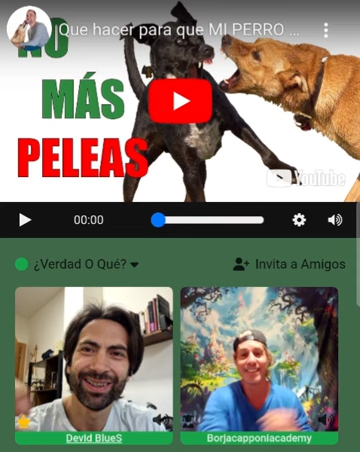 Que hacer para que MI PERRO ...
NO
MÁS
PELEAS
YouTube
00:00
¿Verdad O Qué?
Invita a Amigos
DevId BlueS
Borjacapponiacademy